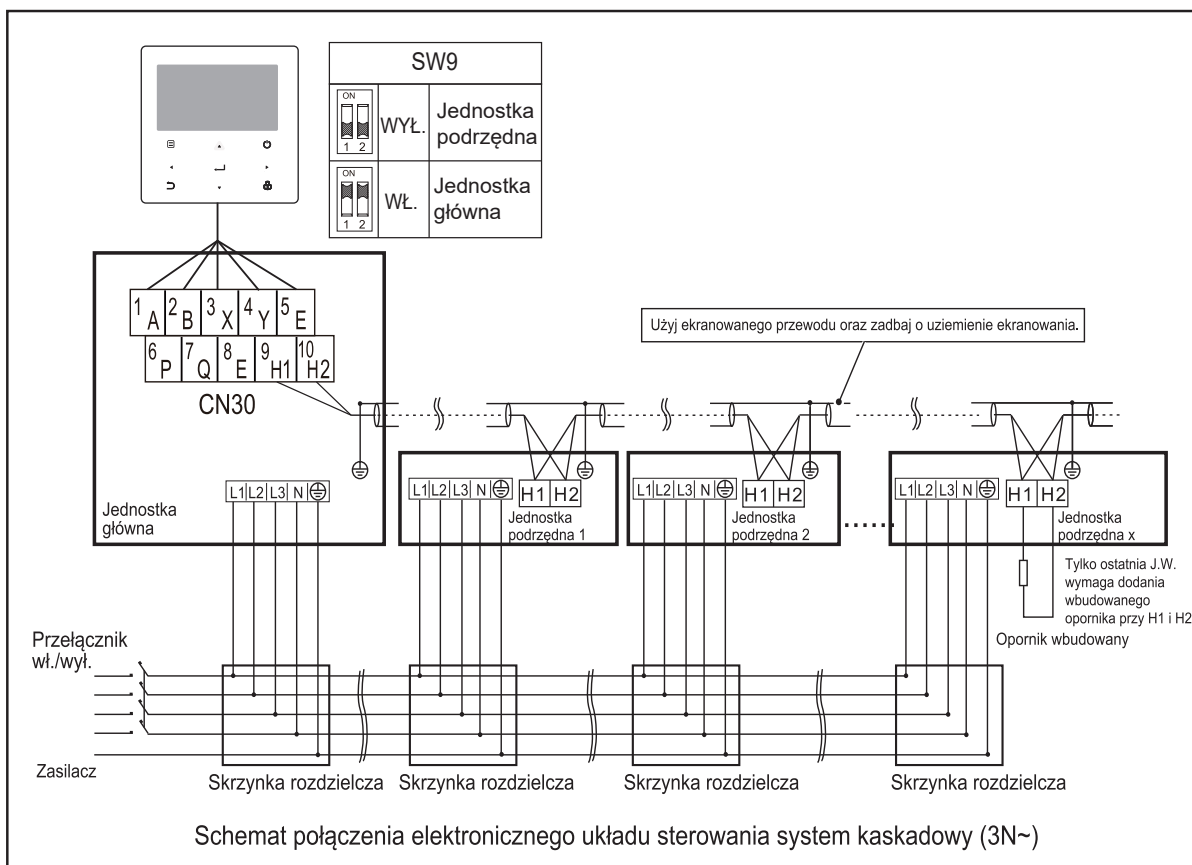 SW9
ON
1 2
WYŁ.
Jednostka
podrzędna
ON
1 2
WŁ.
Jednostka
główna
1 A 2 B 3 X 4 Y 5 E
6 P 7 Q 8 E 9 H1 10 H2
CN30
Użyj ekranowanego przewodu oraz zadbaj o uziemienie ekranowania.
L1 L2 L3 N
Jednostka
główna
L1 L2 L3 N
H1 H2
Jednostka
podrzędna 1
L1 L2 L3 N
H1 H2
Jednostka
podrzędna 2
L1 L2 L3 N
H1 H2
Jednostka
podrzędna x
Tylko ostatnia J.W.
wymaga dodania
wbudowanego
opornika przy H1 i H2
Opornik wbudowany
Przełącznik
wł./wył.
Zasilacz
Skrzynka rozdzielcza
Skrzynka rozdzielcza
Skrzynka rozdzielcza
Skrzynka rozdzielcza
Schemat połączenia elektronicznego układu sterowania system kaskadowy (3N~)